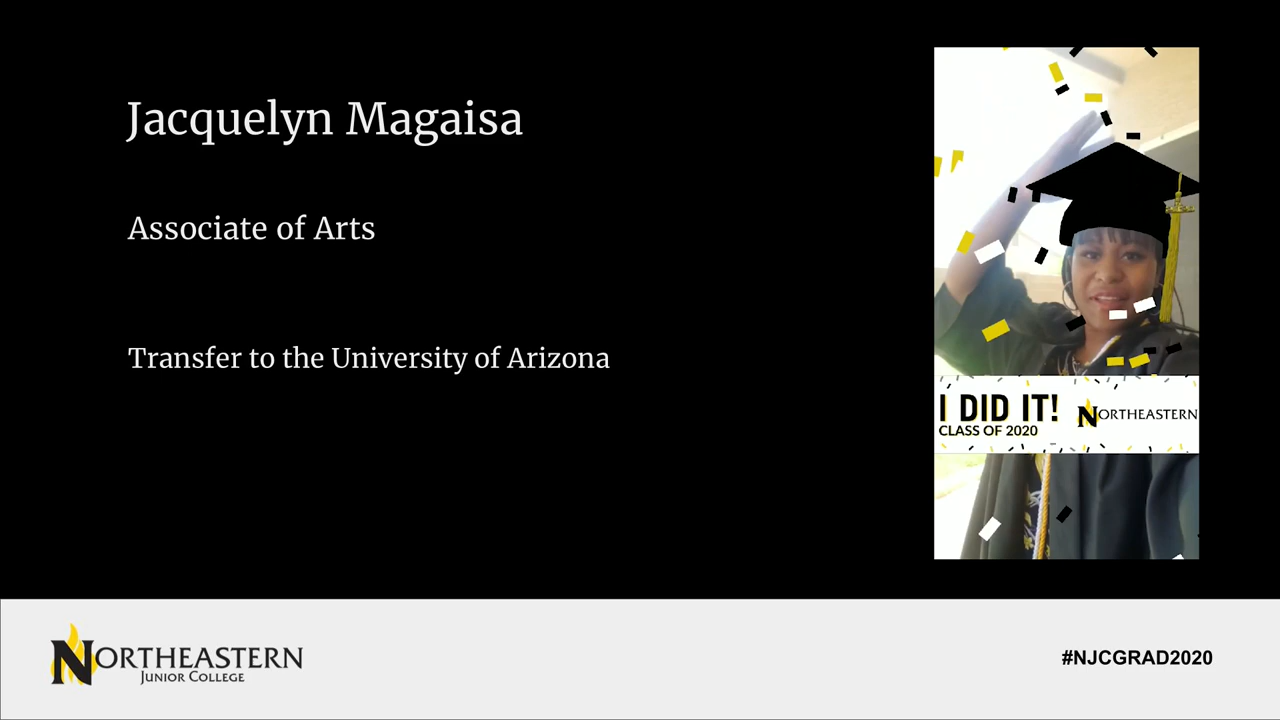 Jacquelyn Magaisa
Associate of Arts
Transfer to the University of Arizona
I DID IT!
CLASS OF 2020
NORTHEASTERN
NORTHEASTERN
JUNIOR COLLEGE
#NJCGRAD2020